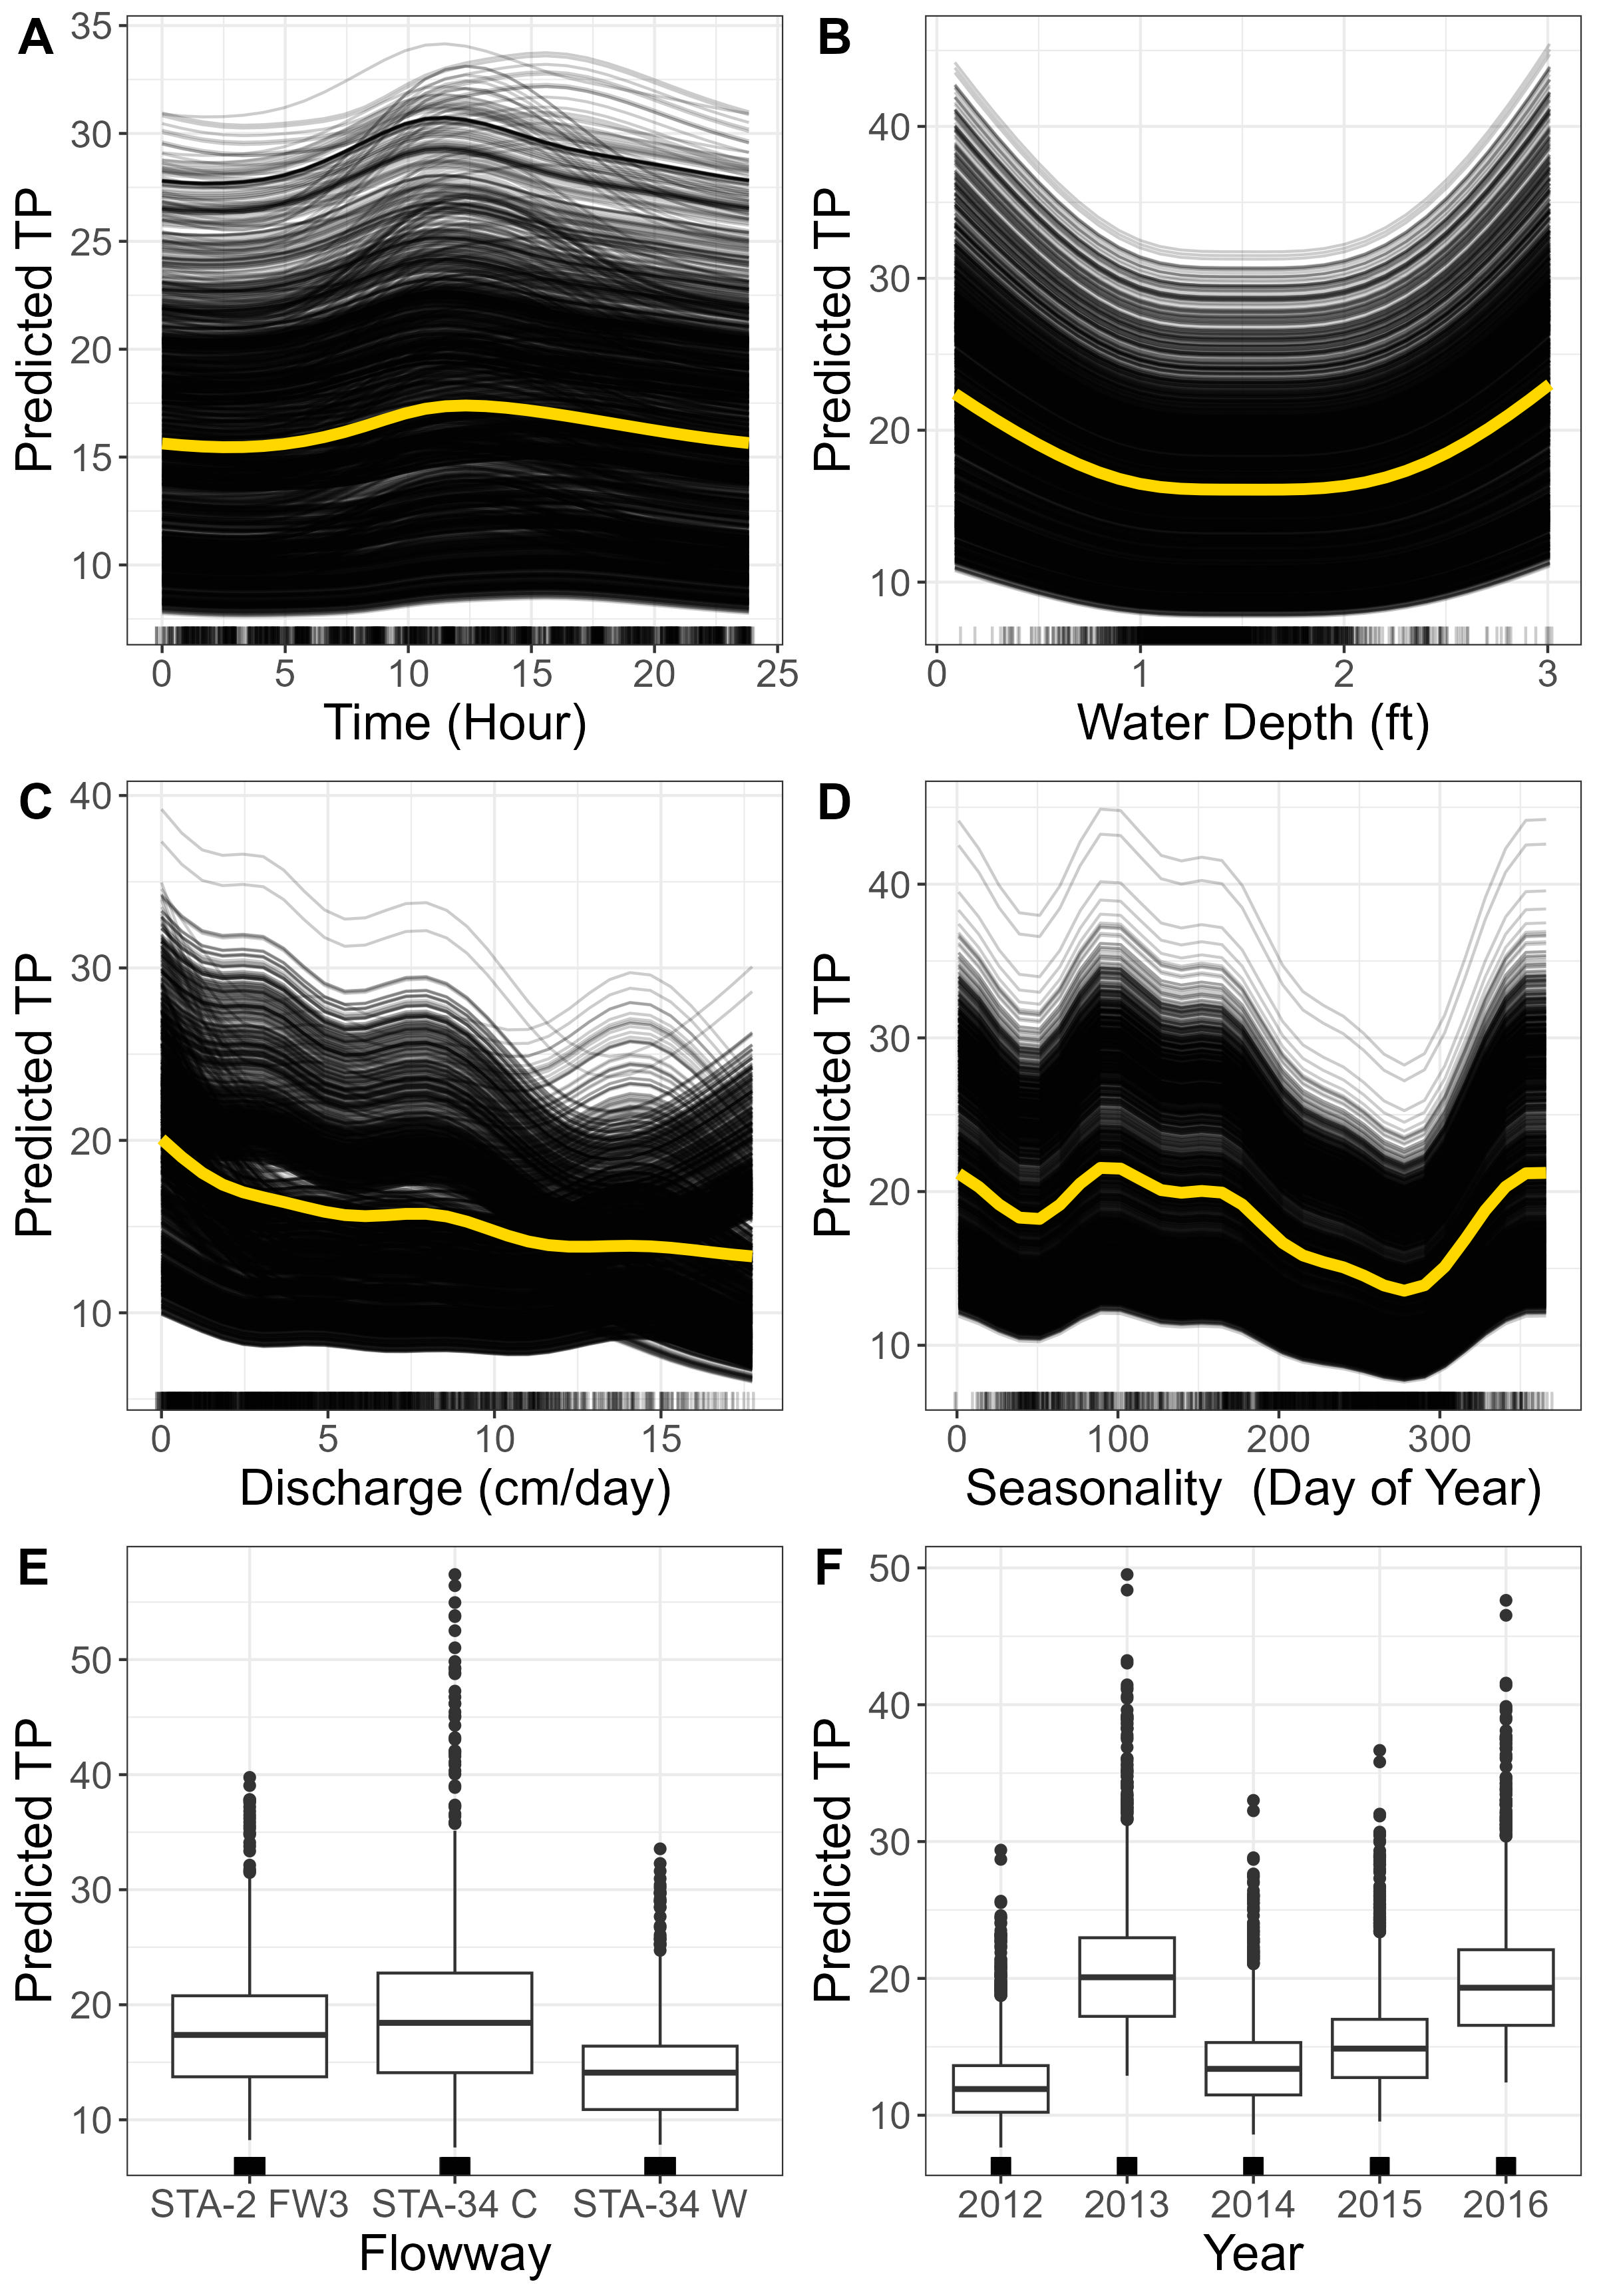 A
Predicted TP
35
30
25
20
15
10
0 5 10 15 20 25
Time (Hour)
B
Predicted TP
40
30
20
10
0 1 2 3
Water Depth (ft)
C
Predicted TP
40
30
20
10
0 5 10 15
Discharge (cm/day)
D
Predicted TP
40
30
20
10
0 100 200 300
Seasonality  (Day of Year)
E
Predicted TP
50
40
30
20
10
STA-2 FW3 STA-34 C STA-34 W
Flowway
F
Predicted TP
50
40
30
20
10
2012 2013 2014 2015 2016
Year